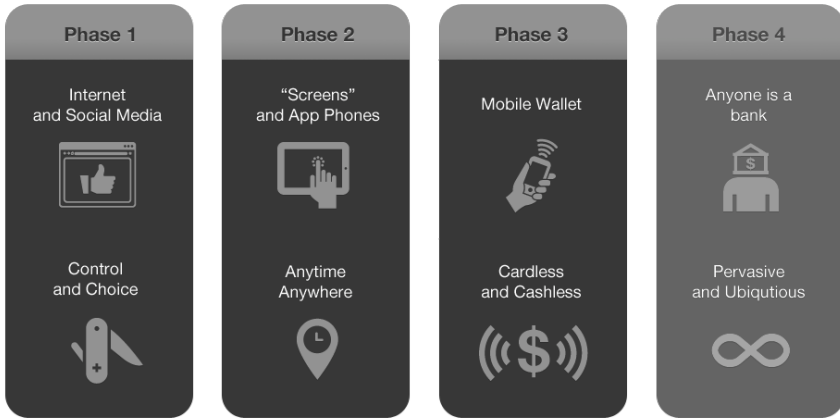 Phase 1
Internet
and Social Media
Control
and Choice
Phase 2
“Screens”
and App Phones
Anytime
Anywhere
Phase 3
Mobile Wallet
Cardless
and Cashless
$
Phase 4
Anyone is a
bank
$
Pervasive
and Ubiqutious